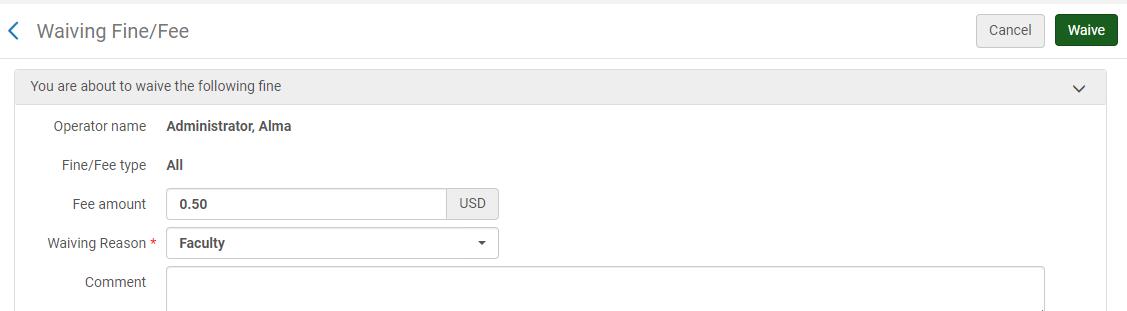 Waiving Fine/Fee
Cancel
Waive
You are about to waive the following fine
Operator name Administrator, Alma
Fine/Fee type All
Fee amount 0.50 USD
Waiving Reason * Faculty
Comment